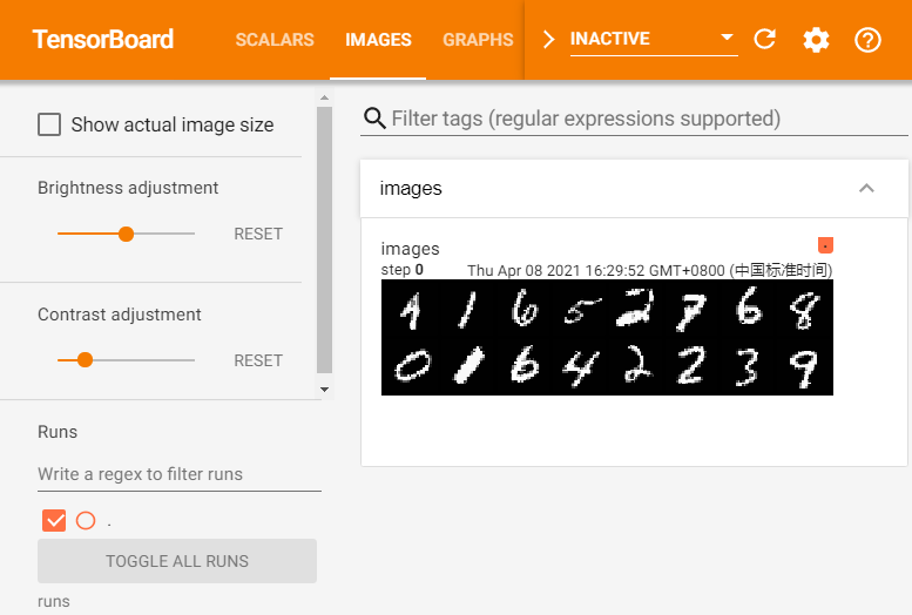 TensorBoard SCALARS IMAGES GRAPHS INACTIVE
Show actual image size
Brightness adjustment
RESET
Contrast adjustment
RESET
Runs
Write a regex to filter runs
.
TOGGLE ALL RUNS
runs
Filter tags (regular expressions supported)
images
images
step 0 Thu Apr 08 2021 16:29:52 GMT+0800 (中国标准时间)
4 1 6 5 2 7 6 8
0 1 6 4 2 2 3 9